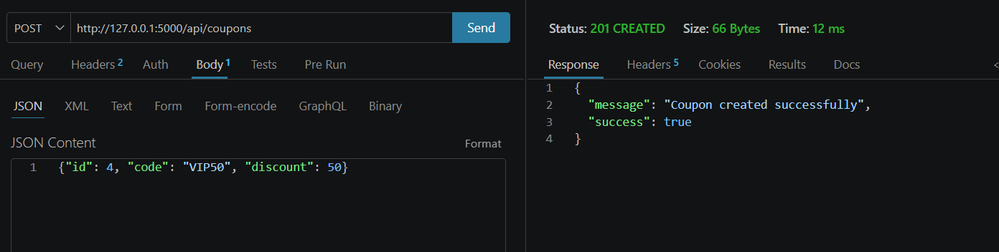 POST http://127.0.0.1:5000/api/coupons Send
Query Headers 2 Auth Body 1 Tests Pre Run
JSON XML Text Form Form-encode GraphQL Binary
JSON Content Format
1 {"id": 4, "code": "VIP50", "discount": 50}
Status: 201 CREATED Size: 66 Bytes Time: 12 ms
Response Headers 5 Cookies Results Docs <
1 {
2 "message": "Coupon created successfully",
3 "success": true
4 }